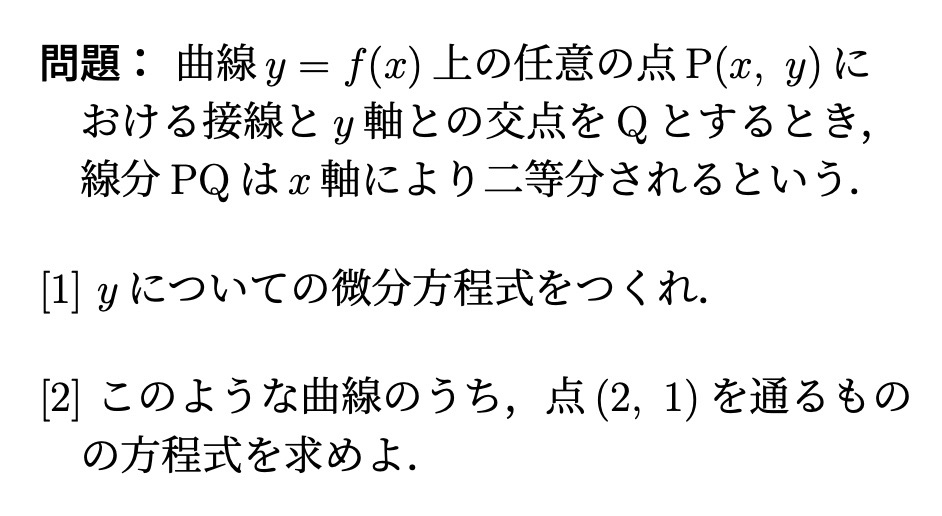 問題： 曲線 y = f(x) 上の任意の点 P(x, y) に
おける接線と y 軸との交点を Q とするとき,
線分 PQ は x 軸により二等分されるという.
[1] y についての微分方程式をつくれ.
[2] このような曲線のうち, 点 (2, 1) を通るもの
の方程式を求めよ.